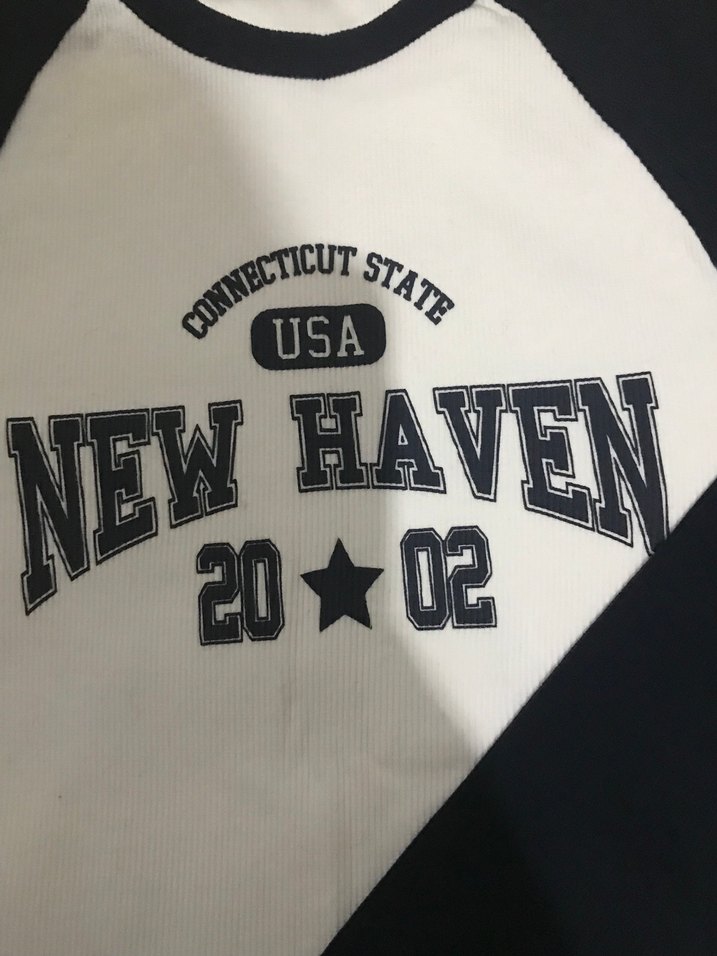 CONNECTICUT STATE
USA
NEW HAVEN
20 02